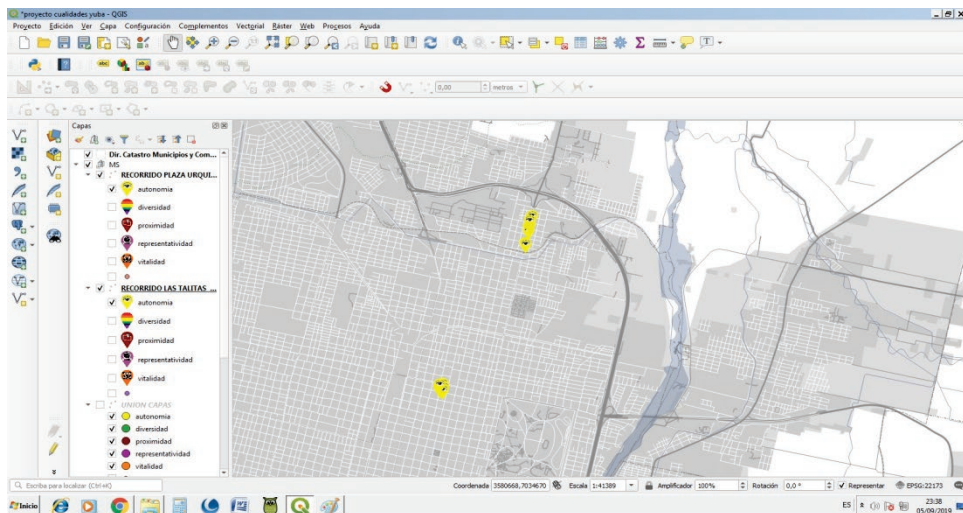 *proyecto cualidades yuba - QGIS
Proyecto Edición Ver Capa Configuración Complementos Vectorial Ráster Web Procesos Ayuda
0,00 metros
Capas
Dir. Catastro Municipios y Com...
MS
RECORRIDO PLAZA URQUI...
autonomia
diversidad
proximidad
representatividad
vitalidad
RECORRIDO LAS TALITAS
autonomia
diversidad
proximidad
representatividad
vitalidad
UNION CAPAS
autonomia
diversidad
proximidad
representatividad
vitalidad
Escriba para localizar (Ctrl+K) Coordenada 3580668,7034670 Escala 1:41389 Amplificador 100% Rotación 0,0 ° Representar EPSG:22173
Inicio ES 23:38
05/09/2019